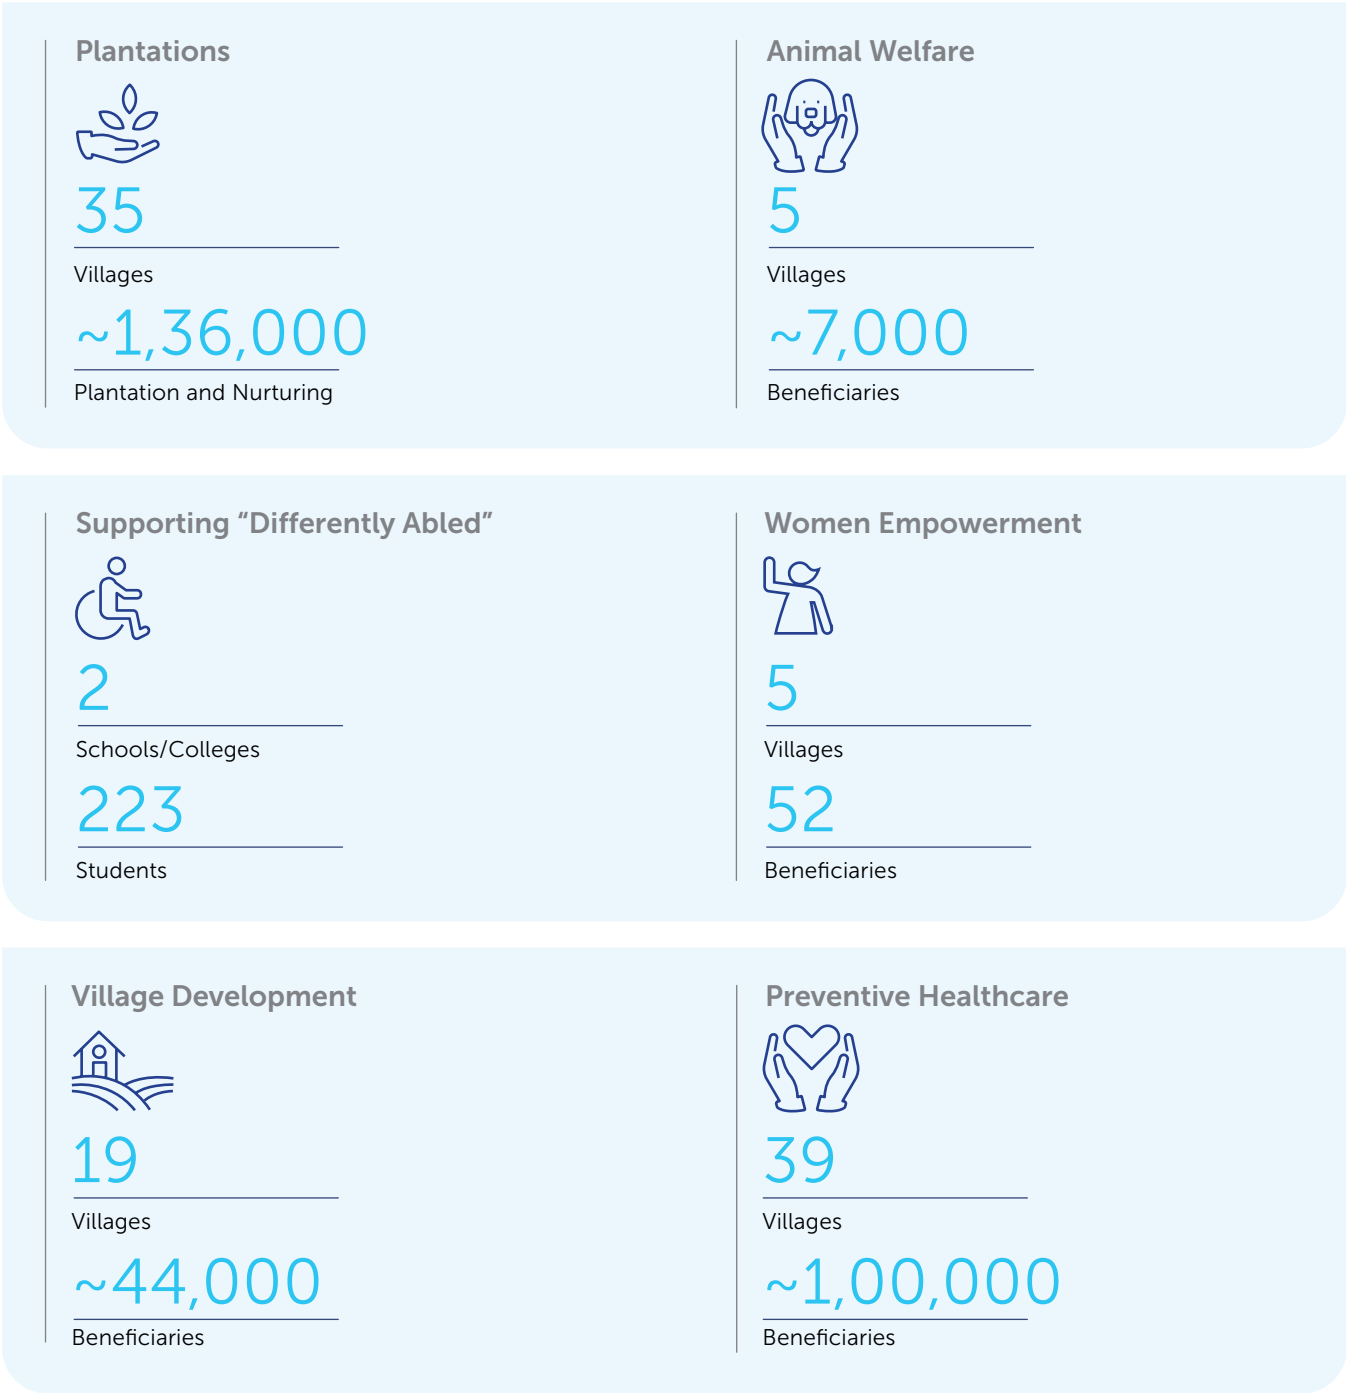 Plantations
35
Villages
~1,36,000
Plantation and Nurturing
Animal Welfare
5
Villages
~7,000
Beneficiaries
Supporting “Differently Abled”
2
Schools/Colleges
223
Students
Women Empowerment
5
Villages
52
Beneficiaries
Village Development
19
Villages
~44,000
Beneficiaries
Preventive Healthcare
39
Villages
~1,00,000
Beneficiaries